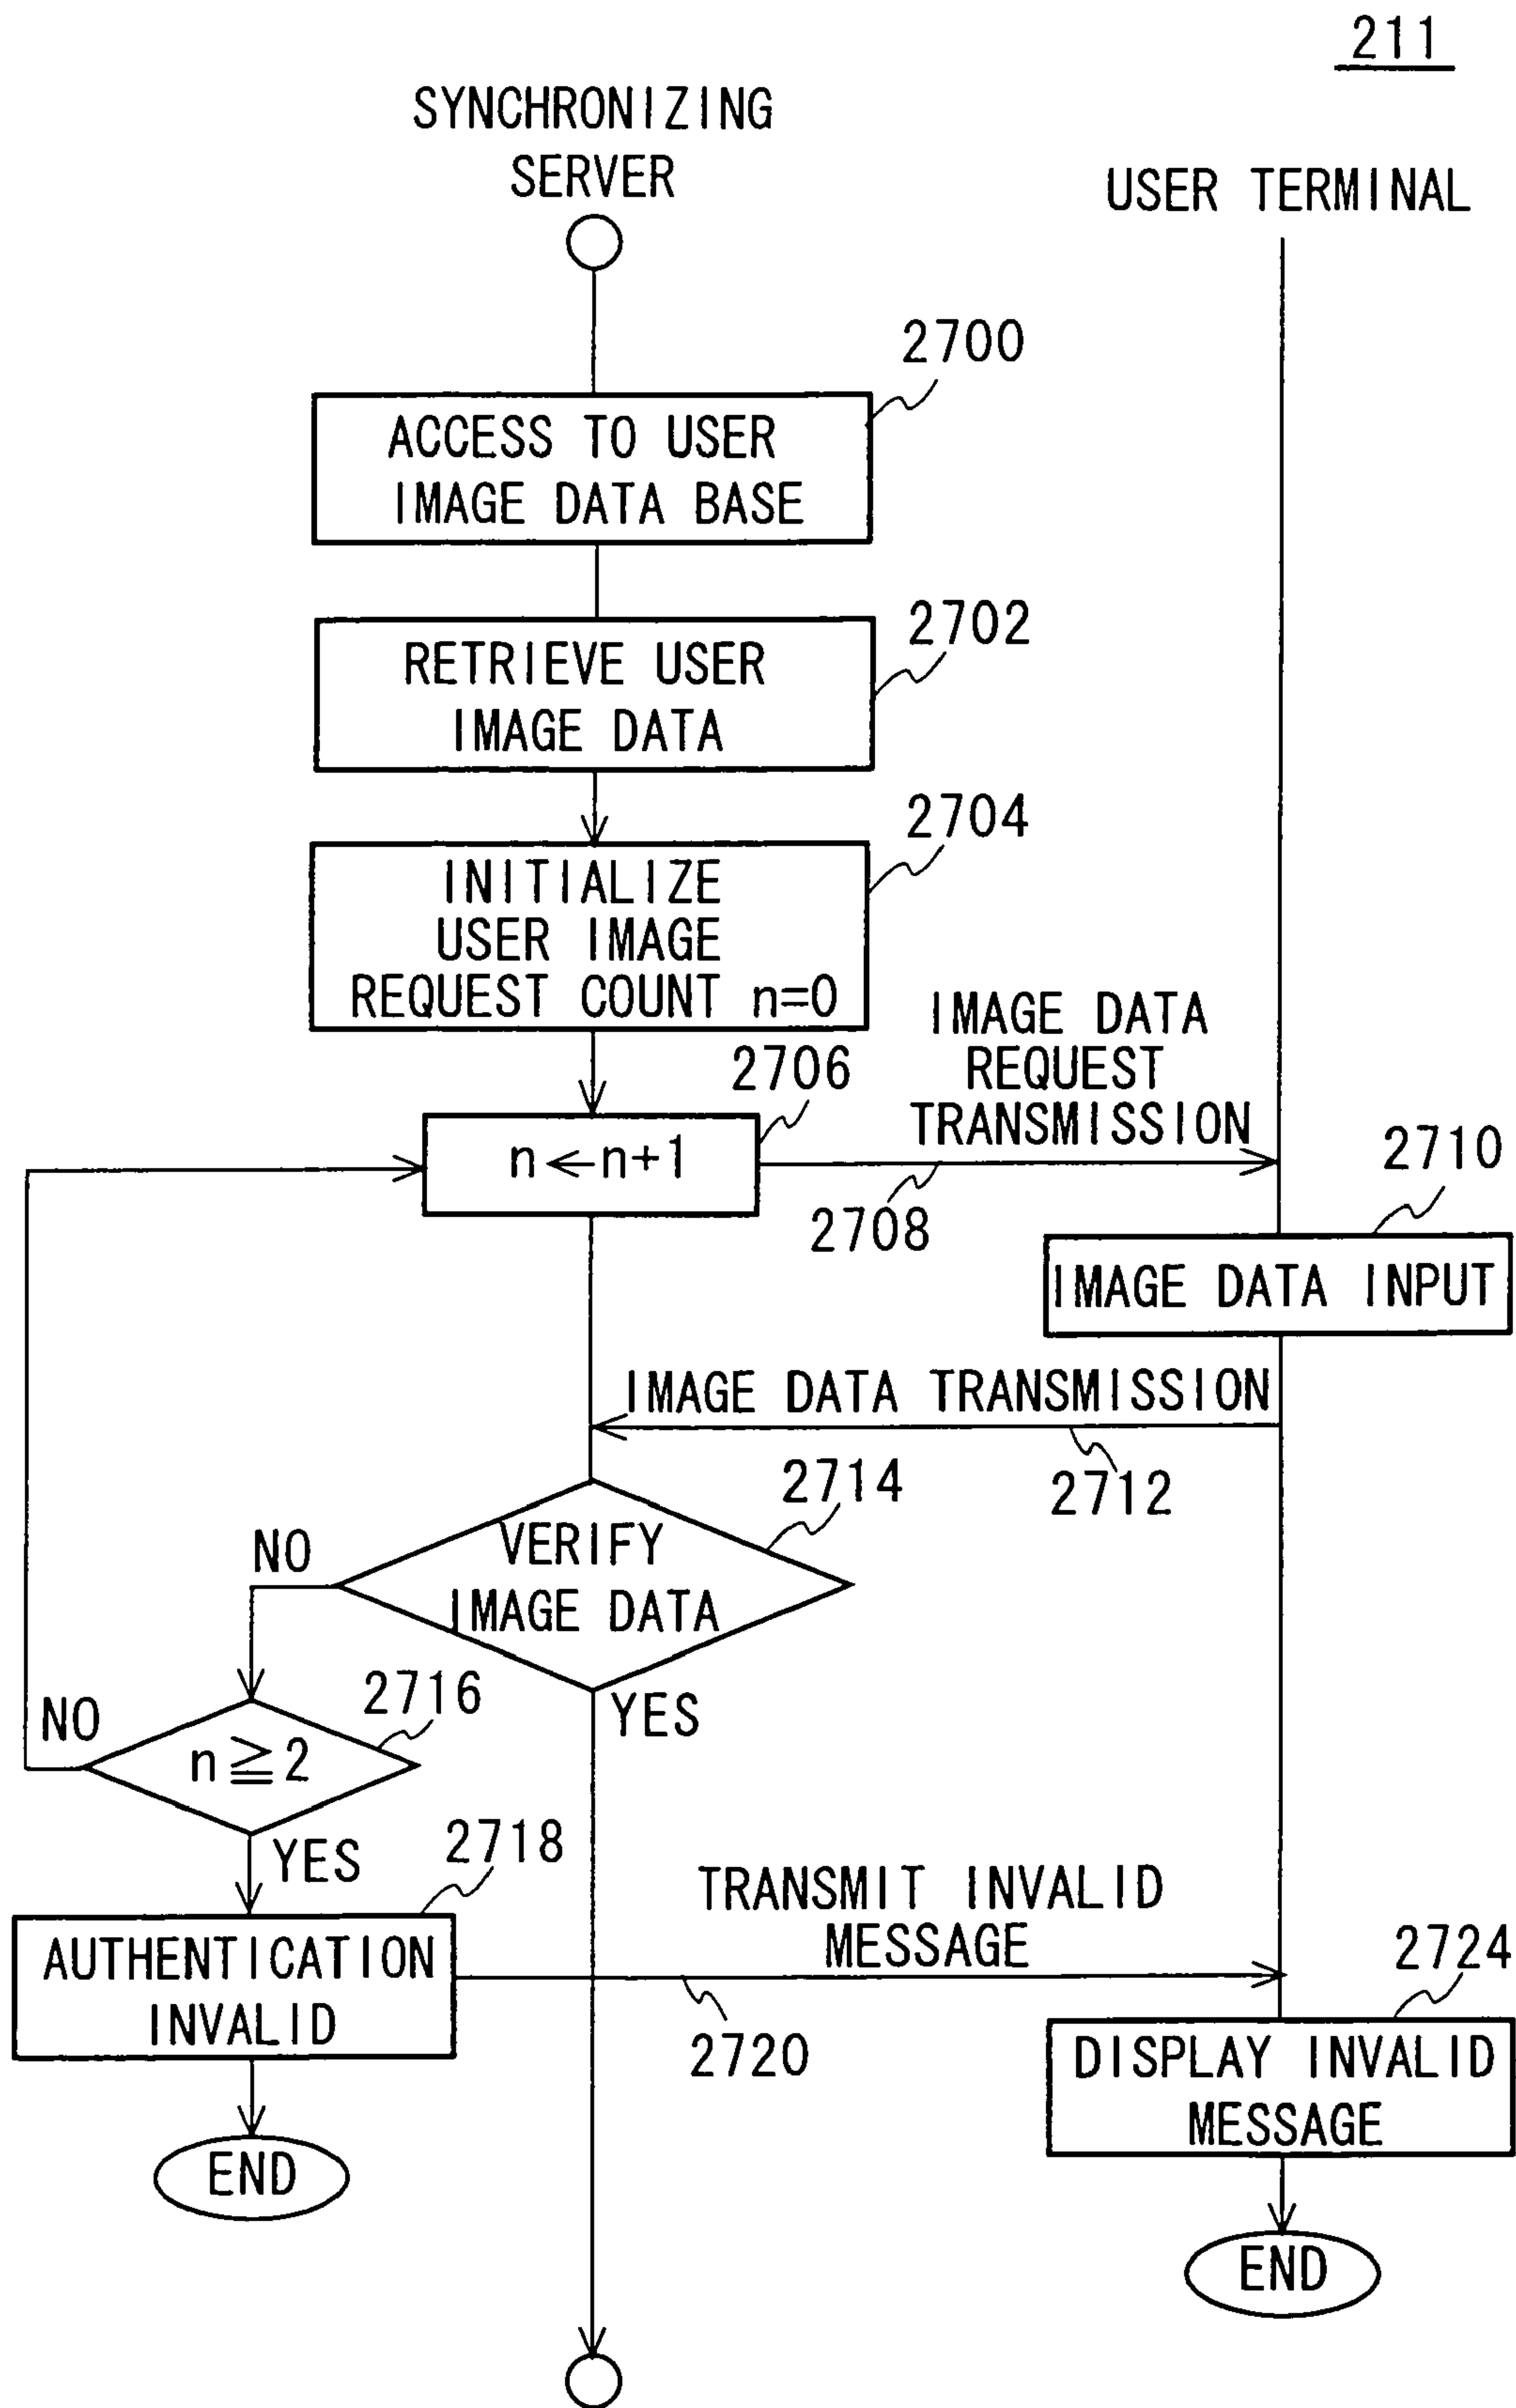 211
SYNCHRONIZING
SERVER
USER TERMINAL
2700
ACCESS TO USER
IMAGE DATA BASE
2702
RETRIEVE USER
IMAGE DATA
2704
INITIALIZE
USER IMAGE
REQUEST COUNT n=0
IMAGE DATA
REQUEST
TRANSMISSION
2706
n←n+1
2708
2710
IMAGE DATA INPUT
IMAGE DATA TRANSMISSION
2712
2714
VERIFY
IMAGE DATA
NO
YES
2716
NO
n≧2
YES
2718
AUTHENTICATION
INVALID
TRANSMIT INVALID
MESSAGE
2720
2724
DISPLAY INVALID
MESSAGE
END
END